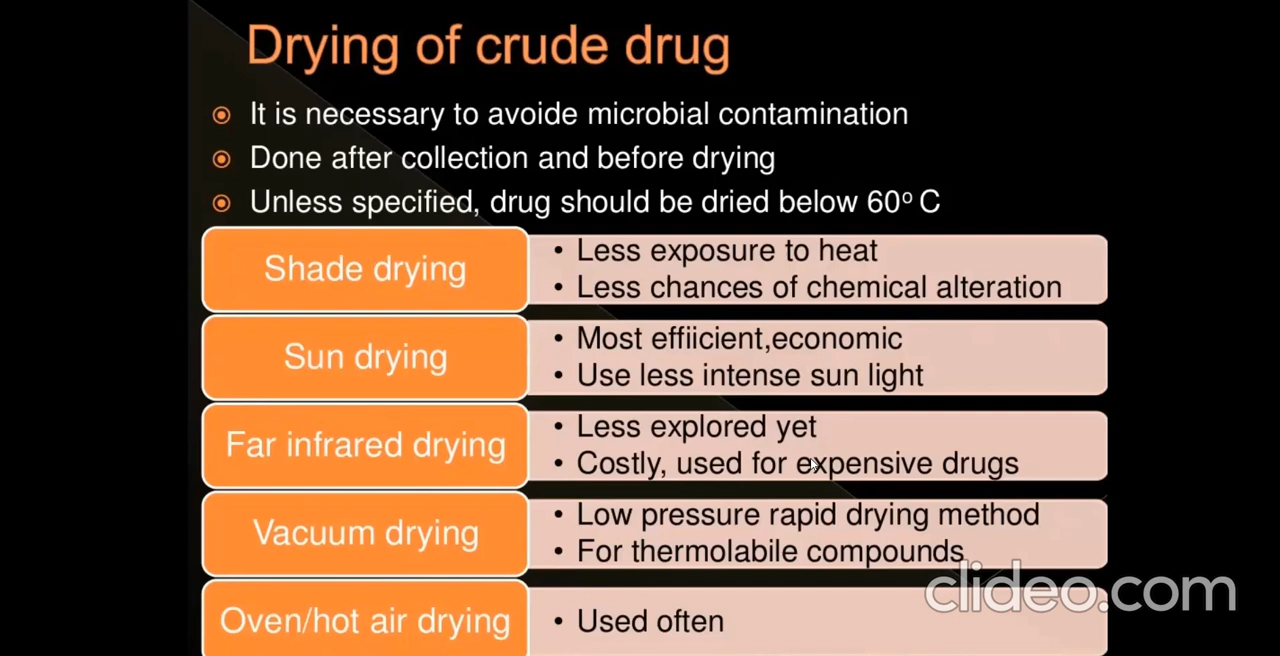 Drying of crude drug
It is necessary to avoide microbial contamination
Done after collection and before drying
Unless specified, drug should be dried below 60º C
Shade drying
• Less exposure to heat
• Less chances of chemical alteration
Sun drying
• Most effiicient,economic
• Use less intense sun light
Far infrared drying
• Less explored yet
• Costly, used for expensive drugs
Vacuum drying
• Low pressure rapid drying method
• For thermolabile compounds
Oven/hot air drying
• Used often
clideo.com